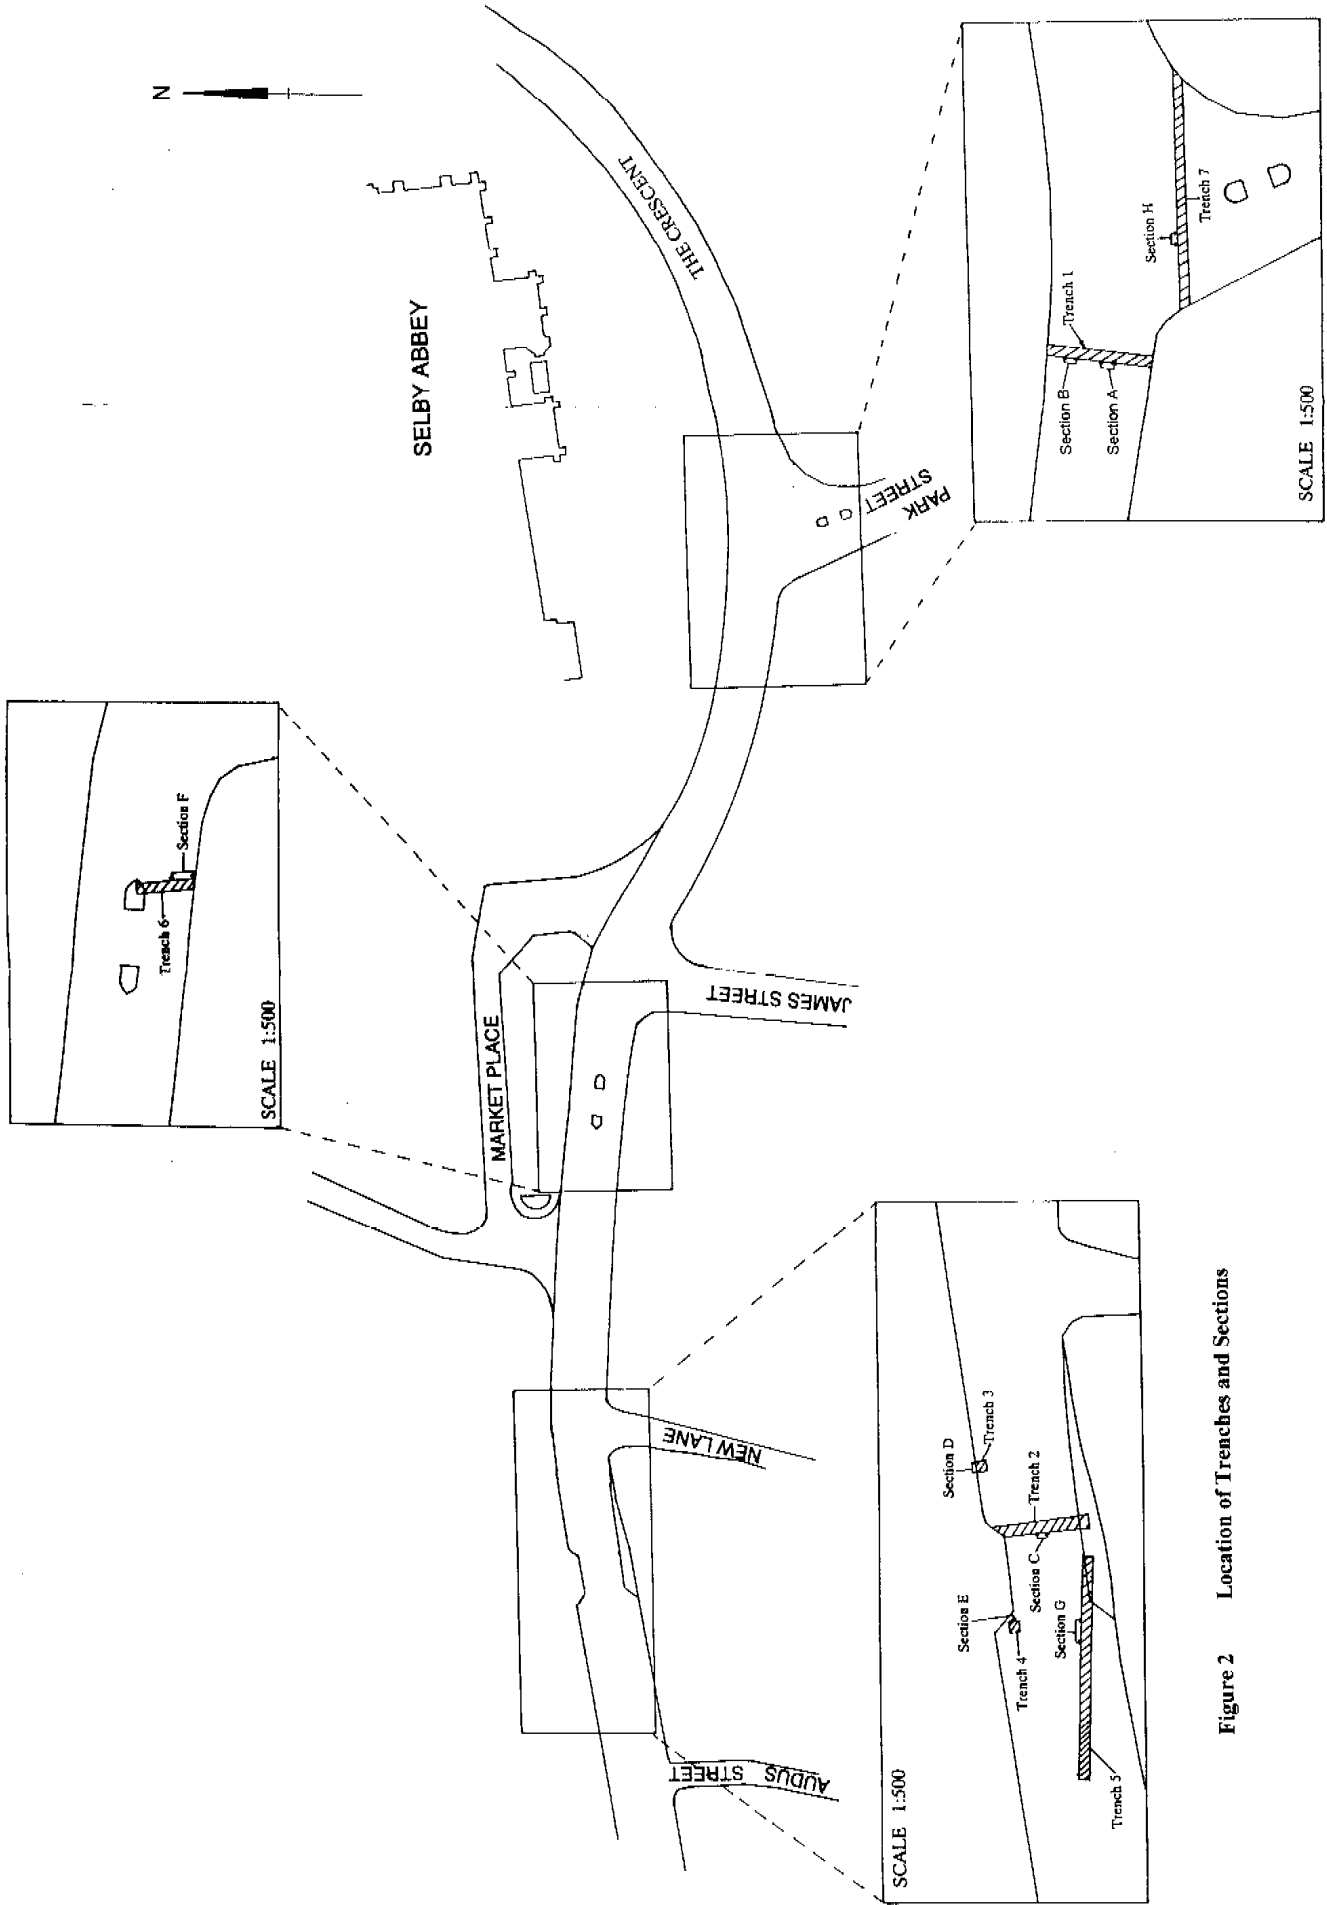 N
SELBY ABBEY
THE CRESCENT
PARK
STREET
MARKET PLACE
JAMES STREET
NEW LANE
AUDUS STREET
SCALE 1:500
Trench 6
Section F
SCALE 1:500
Section B
Section A
Trench 1
Section H
Trench 7
SCALE 1:500
Section D
Trench 3
Section E
Trench 4
Section C
Trench 2
Section G
Trench 5
Figure 2 Location of Trenches and Sections